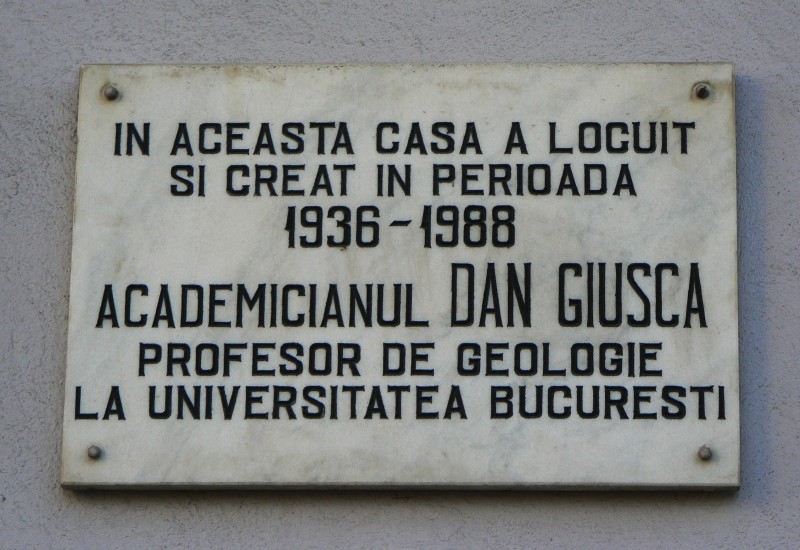 IN ACEASTA CASA A LOCUIT
SI CREAT IN PERIOADA
1936-1988
ACADEMICIANUL DAN GIUSCA
PROFESOR DE GEOLOGIE
LA UNIVERSITATEA BUCURESTI